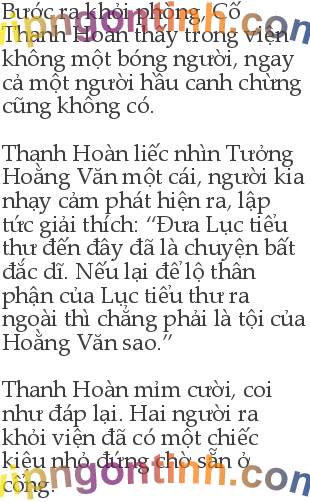 Bước ra khỏi phòng, Cố
Thanh Hoàn thấy trong viện
không một bóng người, ngay
cả một người hầu canh chừng
cũng không có.

Thanh Hoàn liếc nhìn Tưởng
Hoằng Văn một cái, người kia
nhạy cảm phát hiện ra, lập
tức giải thích: “Đưa Lục tiểu
thư đến đây đã là chuyện bất
đắc dĩ. Nếu lại để lộ thân
phận của Lục tiểu thư ra
ngoài thì chẳng phải là tội của
Hoằng Văn sao.”

Thanh Hoàn mỉm cười, coi
như đáp lại. Hai người ra
khỏi viện đã có một chiếc
kiệu nhỏ đứng chờ sẵn ở
cổng.
vipngontinh.com
vipngontinh.com